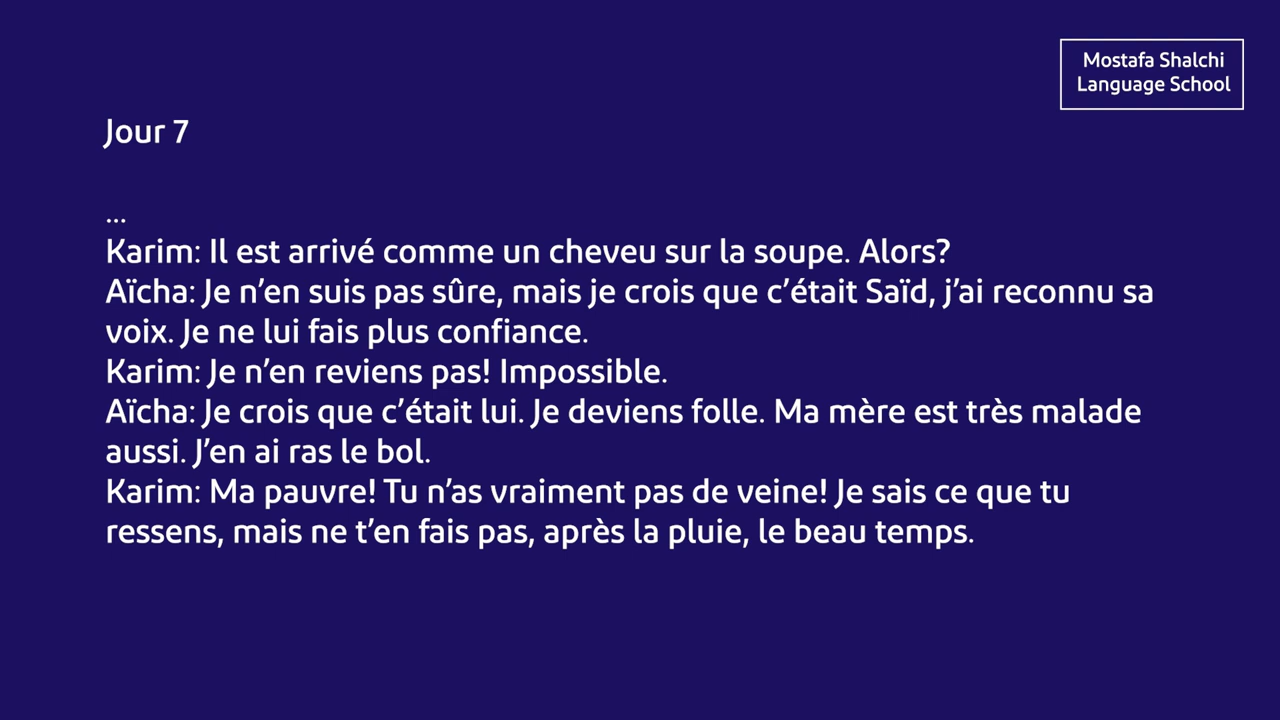 Mostafa Shalchi
Language School
Jour 7
...
Karim: Il est arrivé comme un cheveu sur la soupe. Alors?
Aïcha: Je n’en suis pas sûre, mais je crois que c’était Saïd, j’ai reconnu sa
voix. Je ne lui fais plus confiance.
Karim: Je n’en reviens pas! Impossible.
Aïcha: Je crois que c’était lui. Je deviens folle. Ma mère est très malade
aussi. J’en ai ras le bol.
Karim: Ma pauvre! Tu n’as vraiment pas de veine! Je sais ce que tu
ressens, mais ne t’en fais pas, après la pluie, le beau temps.